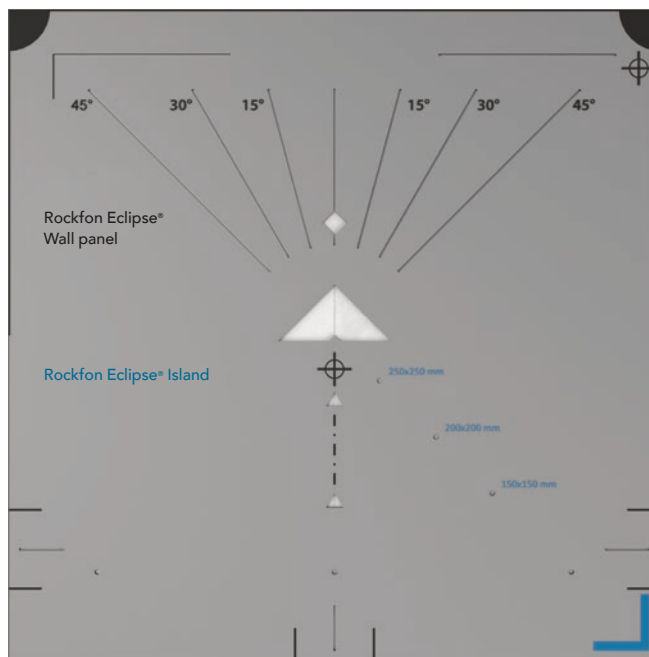 45° 30° 15° 15° 30° 45°
Rockfon Eclipse®
Wall panel
Rockfon Eclipse® Island
250x250 mm
200x200 mm
150x150 mm